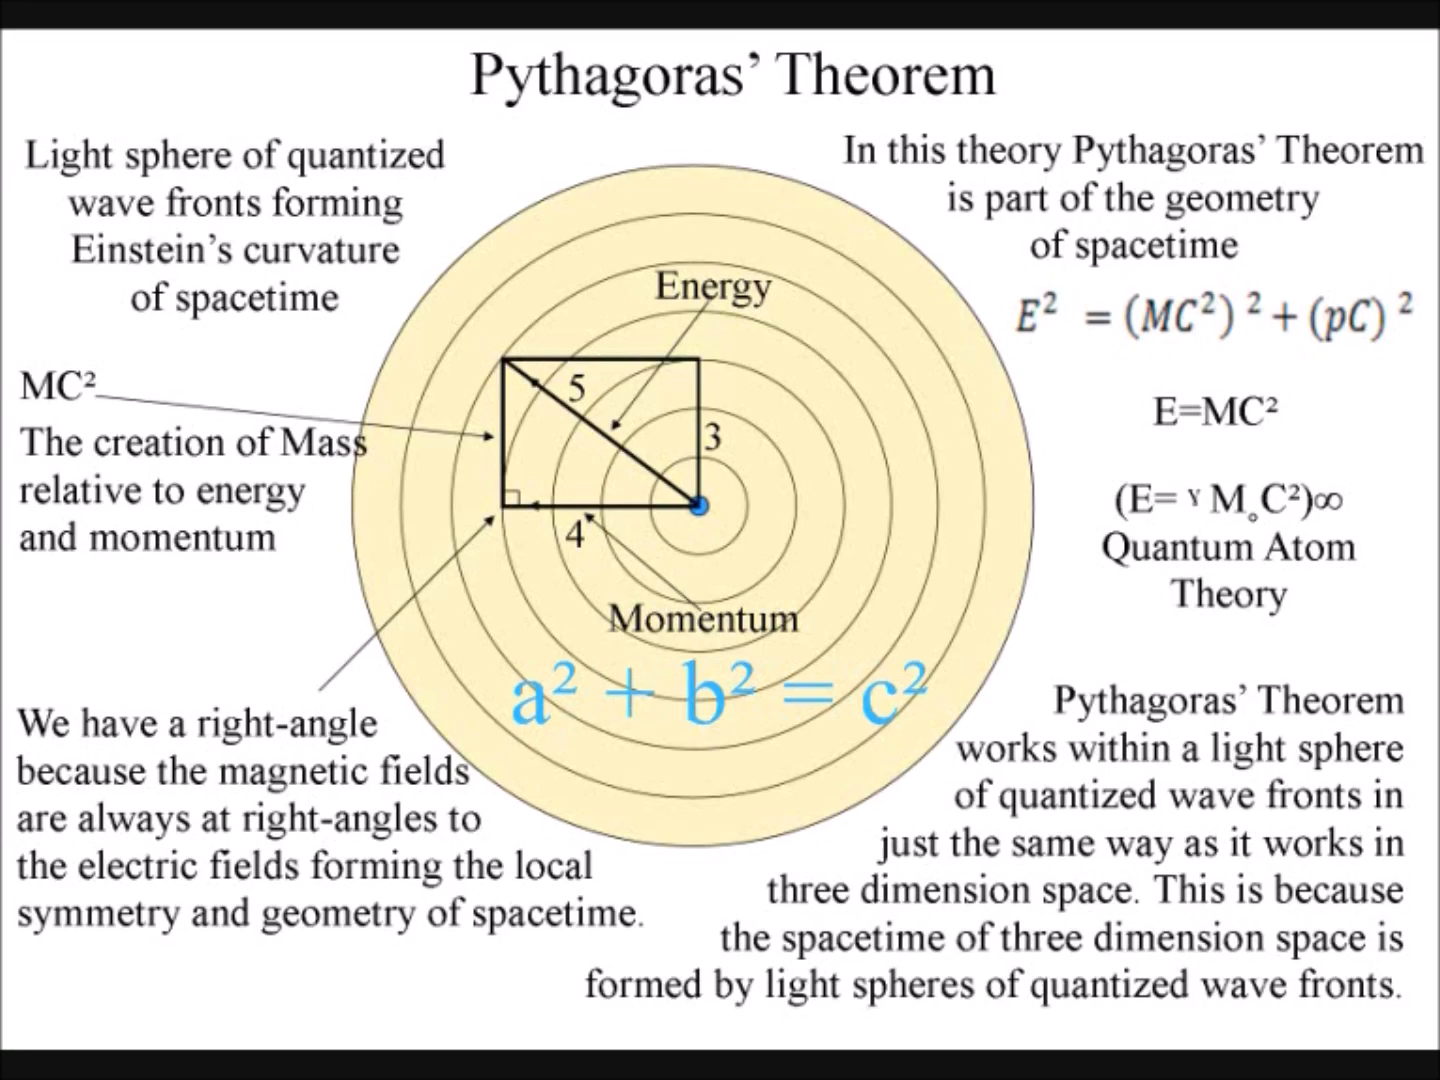 Pythagoras’ Theorem
Light sphere of quantized
wave fronts forming
Einstein’s curvature
of spacetime
In this theory Pythagoras’ Theorem
is part of the geometry
of spacetime
E² = (MC²) ² + (pC) ²
E=MC²
(E= γ M˳C²)∞
Quantum Atom
Theory
Energy
5
3
4
Momentum
a² + b² = c²
MC²
The creation of Mass
relative to energy
and momentum
We have a right-angle
because the magnetic fields
are always at right-angles to
the electric fields forming the local
symmetry and geometry of spacetime.
Pythagoras’ Theorem
works within a light sphere
of quantized wave fronts in
just the same way as it works in
three dimension space. This is because
the spacetime of three dimension space is
formed by light spheres of quantized wave fronts.